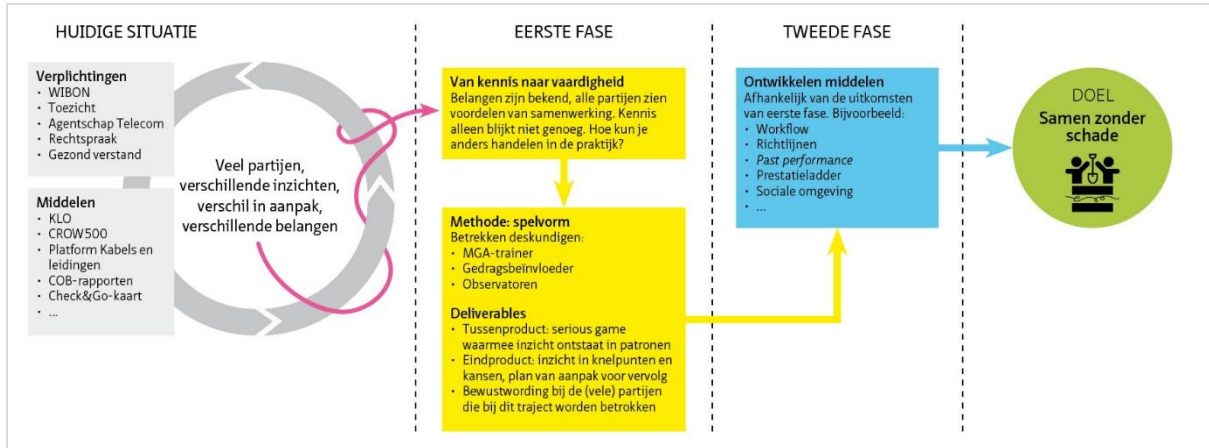 HUIDIGE SITUATIE
Verplichtingen
• WIBON
• Toezicht
• Agentschap Telecom
• Rechtspraak
• Gezond verstand
Middelen
• KLO
• CROW500
• Platform Kabels en
leidingen
• COB-rapporten
• Check&Go-kaart
• ...
Veel partijen,
verschillende inzichten,
verschil in aanpak,
verschillende belangen
EERSTE FASE
Van kennis naar vaardigheid
Belangen zijn bekend, alle partijen zien
voordelen van samenwerking. Kennis
alleen blijkt niet genoeg. Hoe kun je
anders handelen in de praktijk?
Methode: spelvorm
Betrekken deskundigen:
• MGA-trainer
• Gedragsbeïnvloeder
• Observatoren
Deliverables
• Tussenproduct: serious game
waarmee inzicht ontstaat in patronen
• Eindproduct: inzicht in knelpunten en
kansen, plan van aanpak voor vervolg
• Bewustwording bij de (vele) partijen
die bij dit traject worden betrokken
TWEEDE FASE
Ontwikkelen middelen
Afhankelijk van de uitkomsten
van eerste fase. Bijvoorbeeld:
• Workflow
• Richtlijnen
• Past performance
• Prestatieladder
• Sociale omgeving
• ...
DOEL
Samen zonder
schade